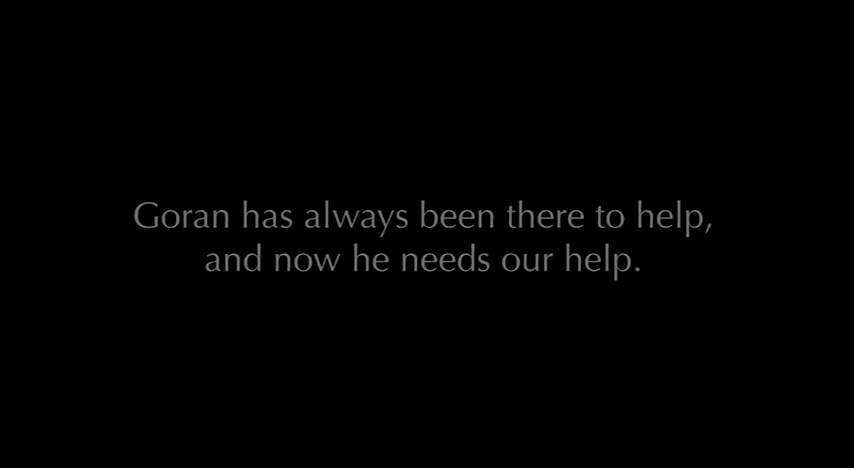 Goran has always been there to help,
and now he needs our help.